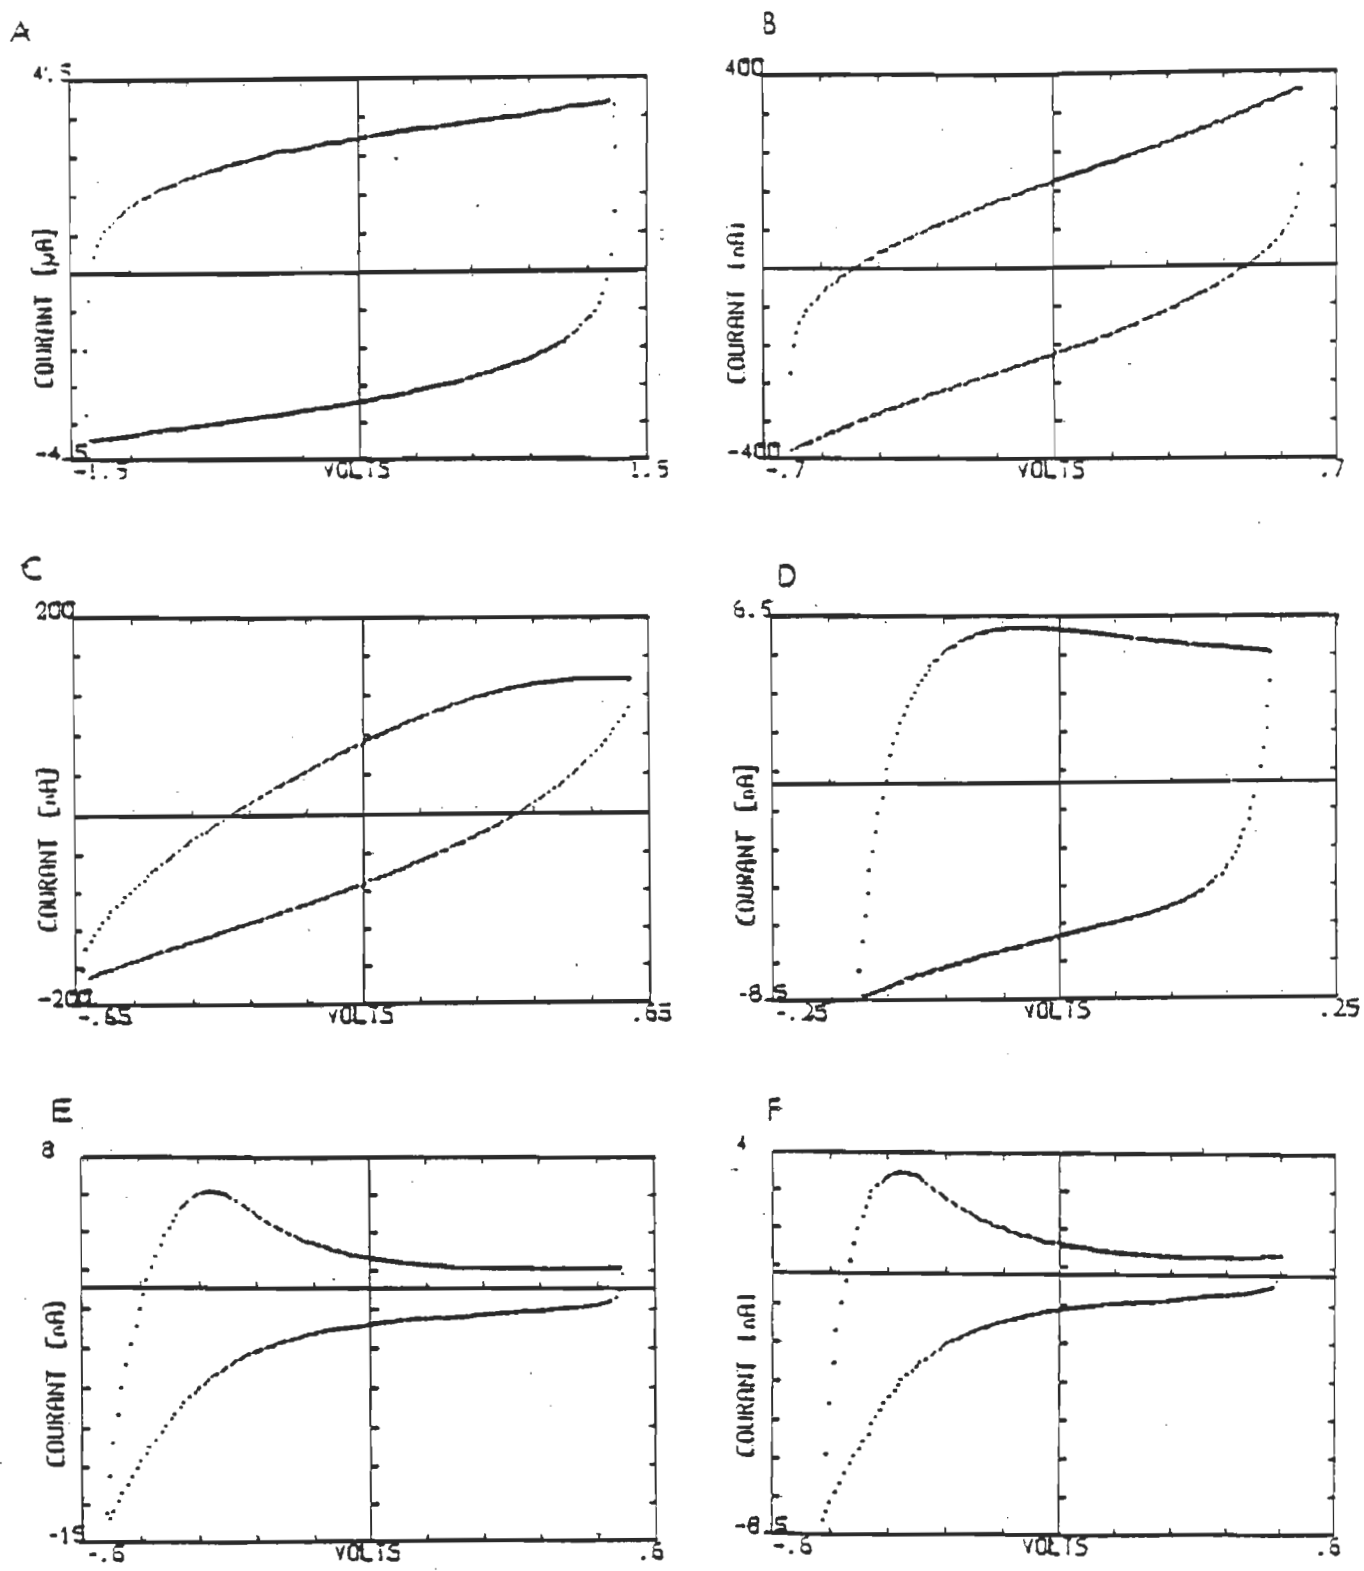 A
4.5
COURANT [µA]
-4.5
-1.5
VOLTS
1.5
B
400
COURANT [nA]
-400
-.7
VOLTS
.7
C
200
COURANT [nA]
-200
-.65
VOLTS
.65
D
6.5
COURANT [nA]
-8.5
-.25
VOLTS
.25
E
8
COURANT [nA]
-15
-.6
VOLTS
.6
F
4
COURANT [nA]
-8.5
-.6
VOLTS
.6